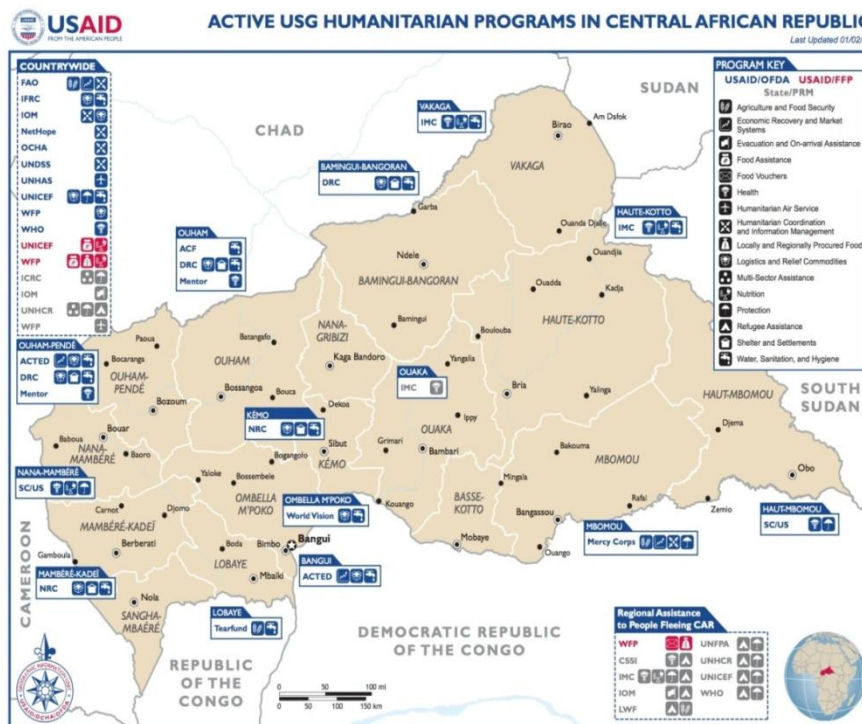 USAID
FROM THE AMERICAN PEOPLE
ACTIVE USG HUMANITARIAN PROGRAMS IN CENTRAL AFRICAN REPUBLIC
Last Updated 01/02/
COUNTRYWIDE
FAO
IFRC
IOM
NetHope
OCHA
UNDSS
UNHAS
UNICEF
WFP
WHO
UNICEF
WFP
ICRC
IOM
UNHCR
WFP
PROGRAM KEY
USAID/OFDA USAID/FFP
State/PRM
Agriculture and Food Security
Economic Recovery and Market
Systems
Evacuation and On-arrival Assistance
Food Assistance
Food Vouchers
Health
Humanitarian Air Service
Humanitarian Coordination
and Information Management
Locally and Regionally Procured Food
Logistics and Relief Commodities
Multi-Sector Assistance
Nutrition
Protection
Refugee Assistance
Shelter and Settlements
Water, Sanitation, and Hygiene
SUDAN
CHAD
VAKAGA
IMC
Am Dafok
Birao
VAKAGA
BAMINGUI-BANGORAN
DRC
Garba
HAUTE-KOTTO
IMC
Ouanda Djalle
OUHAM
ACF
DRC
Mentor
Ndele
BAMINGUI-BANGORAN
Ouandjia
Ouadda
Kadja
HAUTE-KOTTO
OUHAM-PENDÉ
ACTED
DRC
Mentor
Paoua
Bocaranga
OUHAM-
PENDÉ
Bozoum
Batangafo
OUHAM
Bossangoa
Bouca
NANA-
GRIBIZI
Kaga Bandoro
Bamingui
Boulouba
Yangalia
OUAKA
IMC
Bria
Yalinga
HAUT-MBOMOU
SOUTH
SUDAN
Dekoa
KÉMO
NRC
Ippy
OUAKA
Djema
Baboua
Bouar
NANA-
MAMBÉRÉ
Baoro
Sibut
KÉMO
Grimari
Bambari
Bakouma
MBOMOU
Bogangolo
Yaloke
Bossembele
OMBELLA
M'POKO
Obo
NANA-MAMBÉRÉ
SC/US
Mingala
Carnot
Djomo
MAMBÉRÉ-KADEÏ
OMBELLA M'POKO
World Vision
Kouango
BASSE-
KOTTO
Bangassou
Rafai
Zemio
HAUT-MBOMOU
SC/US
Gamboula
Berberati
Boda
Bimbo
Bangui
LOBAYE
Mbaiki
Mobaye
Ouango
MBOMOU
Mercy Corps
BANGUI
ACTED
MAMBÉRÉ-KADEÏ
NRC
CAMEROON
Nola
SANGHA-
MBAÉRÉ
LOBAYE
Tearfund
REPUBLIC
OF THE
CONGO
DEMOCRATIC REPUBLIC
OF THE CONGO
0 50 100 mi
0 50 100 150 km
Regional Assistance
to People Fleeing CAR
WFP
CSSI
IMC
IOM
LWF
UNFPA
UNHCR
UNICEF
WHO